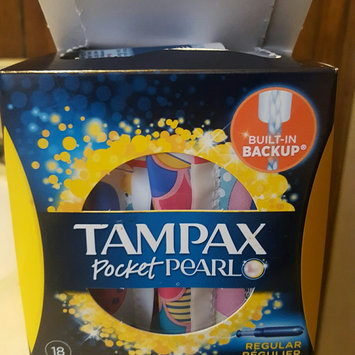 BUILT-IN
BACKUP®
TAMPAX
Pocket PEARL
18
REGULAR
RÉGULIER